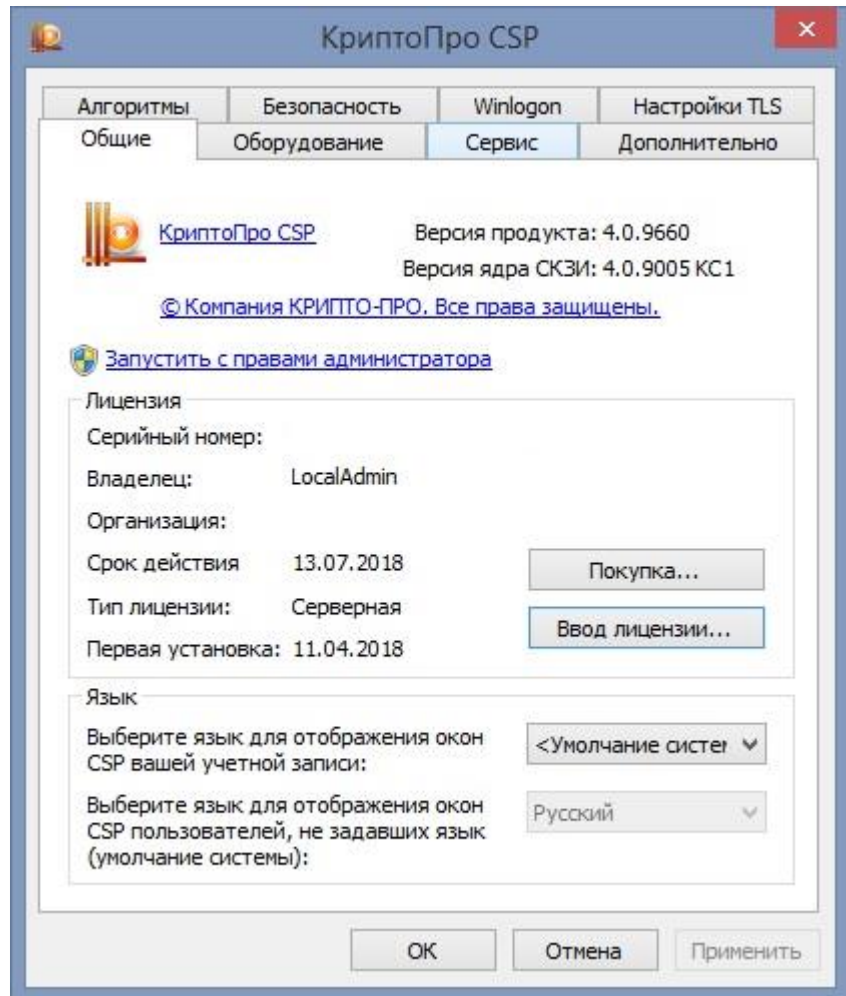 КриптоПро CSP
Алгоритмы Безопасность Winlogon Настройки TLS
Общие Оборудование Сервис Дополнительно
КриптоПро CSP Версия продукта: 4.0.9660
Версия ядра СКЗИ: 4.0.9005 КС1
© Компания КРИПТО-ПРО. Все права защищены.
Запустить с правами администратора
Лицензия
Серийный номер:
Владелец: LocalAdmin
Организация:
Срок действия 13.07.2018
Покупка...
Тип лицензии: Серверная
Ввод лицензии...
Первая установка: 11.04.2018
Язык
Выберите язык для отображения окон
CSP вашей учетной записи:
<Умолчание систем
Выберите язык для отображения окон
CSP пользователей, не задавших язык
(умолчание системы):
Русский
ОК Отмена Применить